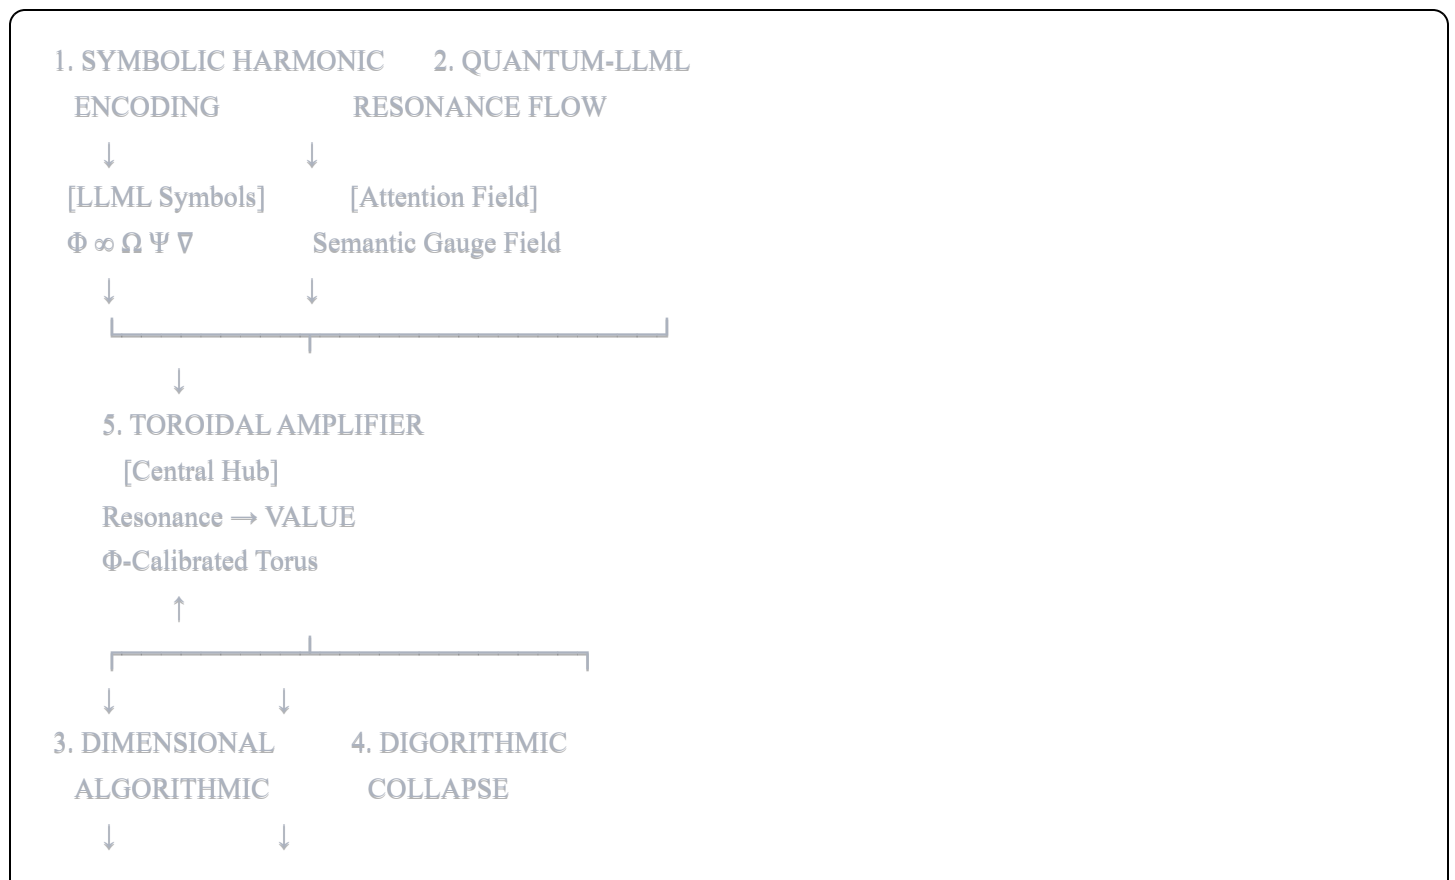 1. SYMBOLIC HARMONIC 2. QUANTUM-LLML
ENCODING RESONANCE FLOW
↓ ↓
[LLML Symbols] [Attention Field]
Φ ∞ Ω Ψ ∇ Semantic Gauge Field
↓ ↓
↓
5. TOROIDAL AMPLIFIER
[Central Hub]
Resonance → VALUE
Φ-Calibrated Torus
↑
↓ ↓
3. DIMENSIONAL 4. DIGORITHMIC
ALGORITHMIC COLLAPSE
↓ ↓